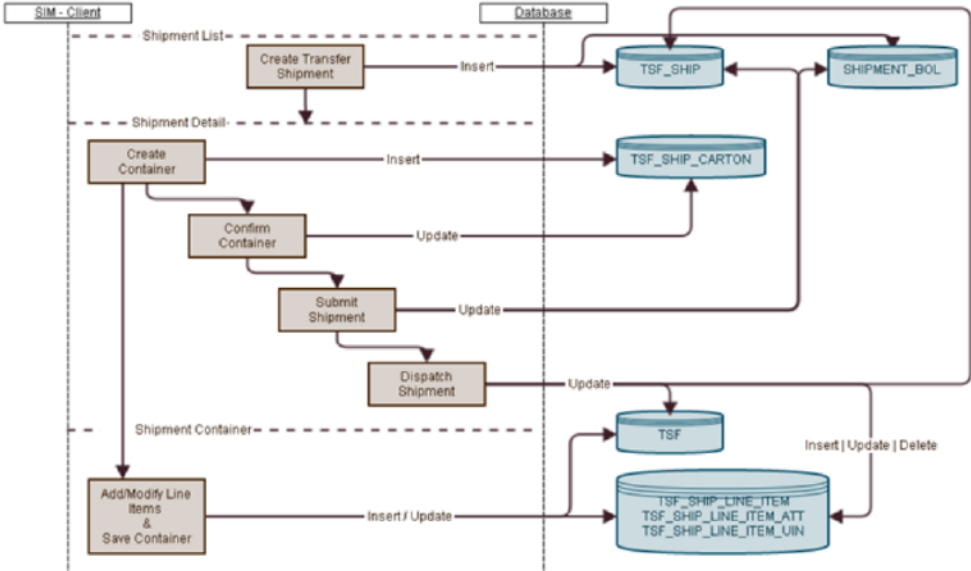 SIM - Client
Database
Shipment List
Create Transfer
Shipment
Insert
TSF_SHIP
SHIPMENT_BOL
Shipment Detail
Create
Container
Insert
TSF_SHIP_CARTON
Confirm
Container
Update
Submit
Shipment
Update
Dispatch
Shipment
Update
Shipment Container
TSF
Insert | Update | Delete
Add/Modify Line
Items
&
Save Container
Insert / Update
TSF_SHIP_LINE_ITEM
TSF_SHIP_LINE_ITEM_ATT
TSF_SHIP_LINE_ITEM_UIN